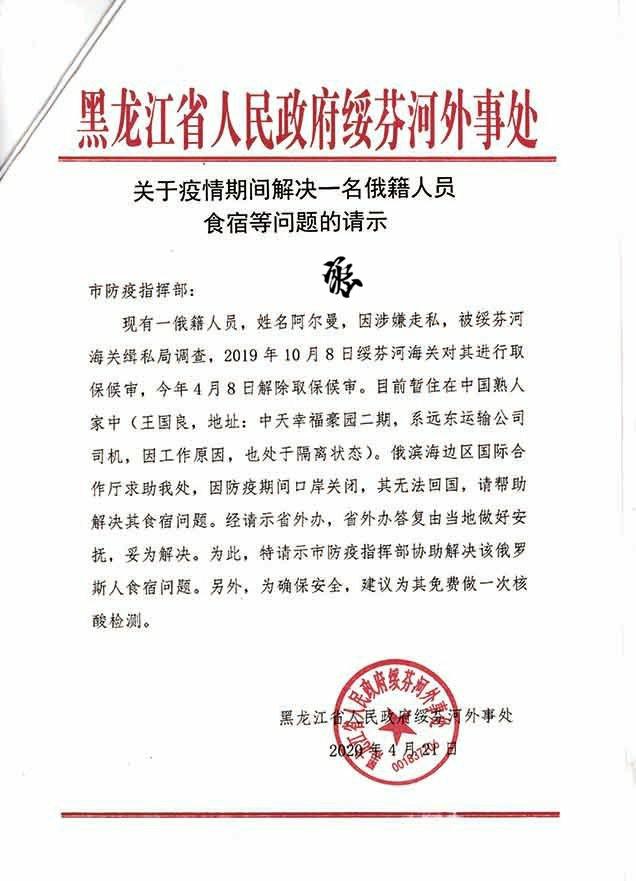 黑龙江省人民政府绥芬河外事处
关于疫情期间解决一名俄籍人员
食宿等问题的请示
市防疫指挥部：
现有一俄籍人员，姓名阿尔曼，因涉嫌走私，被绥芬河
海关缉私局调查，2019年10月8日绥芬河海关对其进行取
保候审，今年4月8日解除取保候审。目前暂住在中国熟人
家中（王国良，地址：中天幸福豪园二期，系远东运输公司
司机，因工作原因，也处于隔离状态）。俄滨海边区国际合
作厅求助我处，因防疫期间口岸关闭，其无法回国，请帮助
解决其食宿问题。经请示省外办，省外办答复由当地做好安
抚，妥为解决。为此，特请示市防疫指挥部协助解决该俄罗
斯人食宿问题。另外，为确保安全，建议为其免费做一次核
酸检测。
黑龙江省人民政府绥芬河外事处
2020年4月21日
黑龙江省人民政府绥芬河外事处